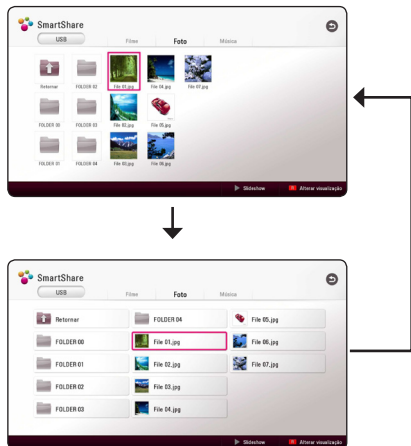 SmartShare
USB Filme Foto Música
Retornar FOLDER 02 File 01.jpg File 04.jpg File 07.jpg
FOLDER 00 FOLDER 03 File 02.jpg File 05.jpg
FOLDER 01 FOLDER 04 File 03.jpg File 06.jpg
Slideshow Alterar visualização
SmartShare
USB Filme Foto Música
Retornar FOLDER 04 File 05.jpg
FOLDER 00 File 01.jpg File 06.jpg
FOLDER 01 File 02.jpg File 07.jpg
FOLDER 02 File 03.jpg
FOLDER 03 File 04.jpg
Slideshow Alterar visualização